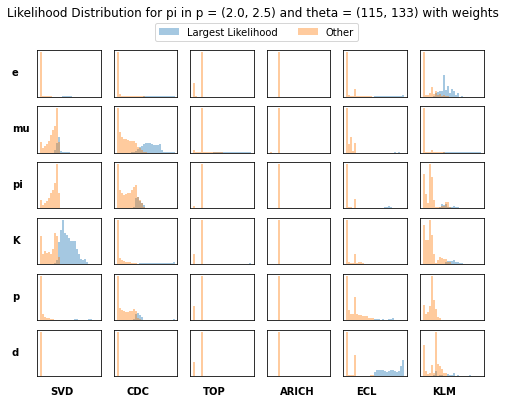 Likelihood Distribution for pi in p = (2.0, 2.5) and theta = (115, 133) with weights
Largest Likelihood Other
e
mu
pi
K
p
d
SVD CDC TOP ARICH ECL KLM